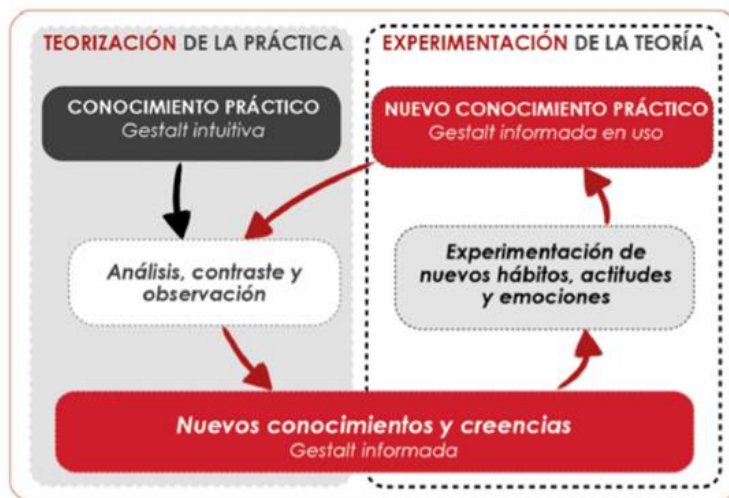 TEORIZACIÓN DE LA PRÁCTICA
CONOCIMIENTO PRÁCTICO
Gestalt intuitiva
Análisis, contraste y
observación
EXPERIMENTACIÓN DE LA TEORÍA
NUEVO CONOCIMIENTO PRÁCTICO
Gestalt informada en uso
Experimentación de
nuevos hábitos, actitudes
y emociones
Nuevos conocimientos y creencias
Gestalt informada